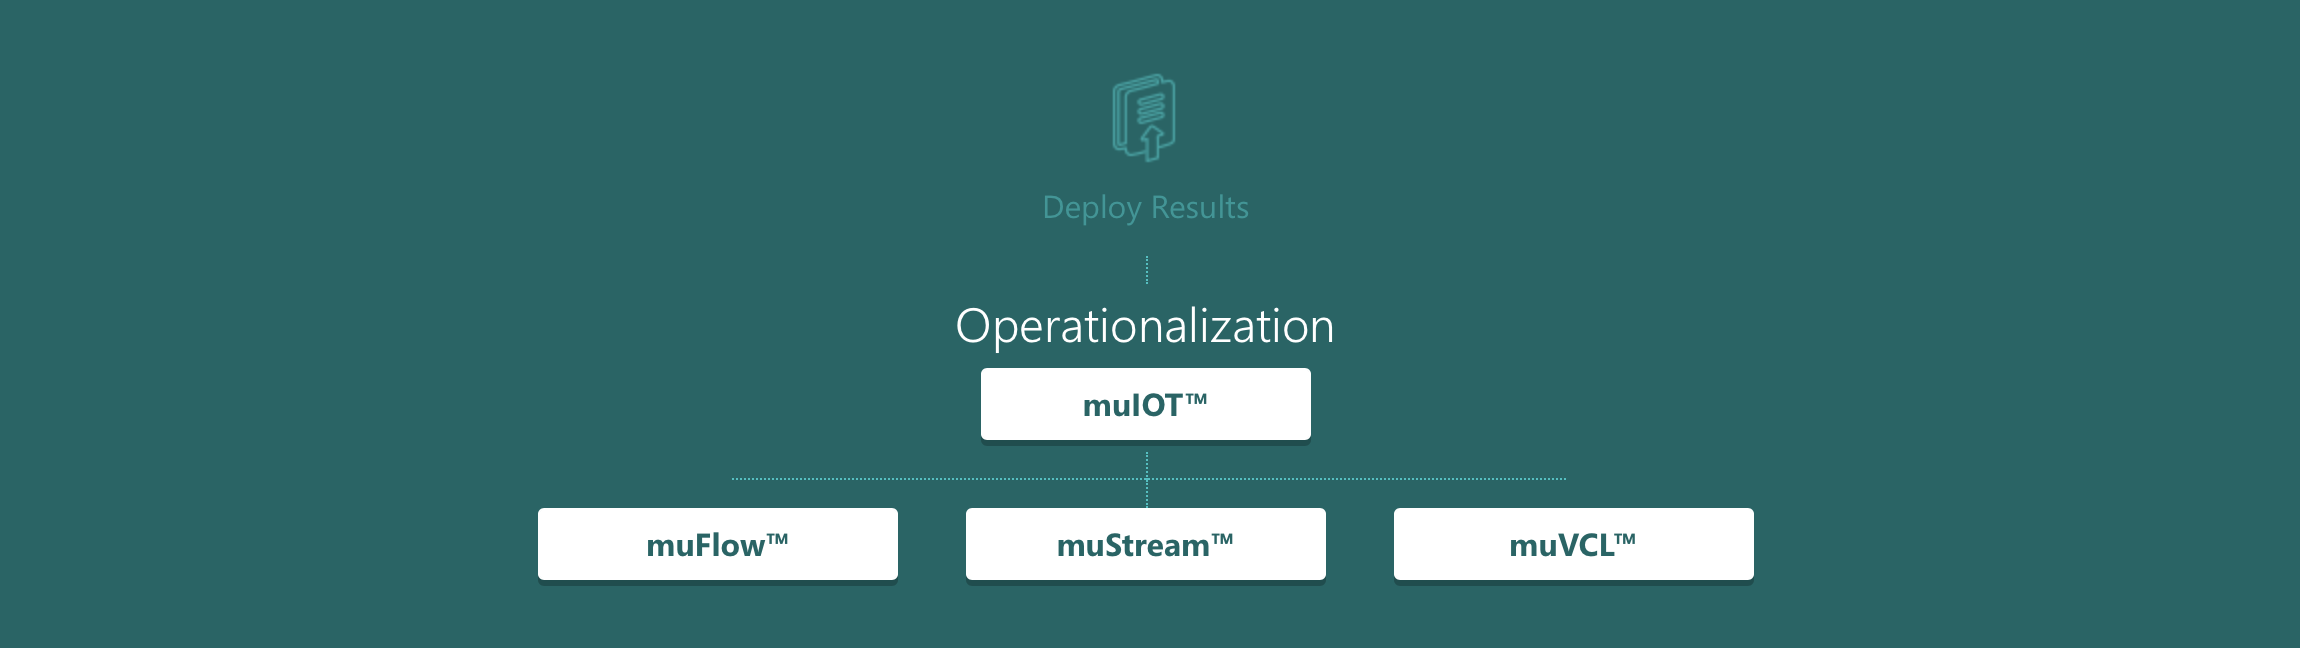 Deploy Results
Operationalization
muIOT™
muFlow™ muStream™ muVCL™